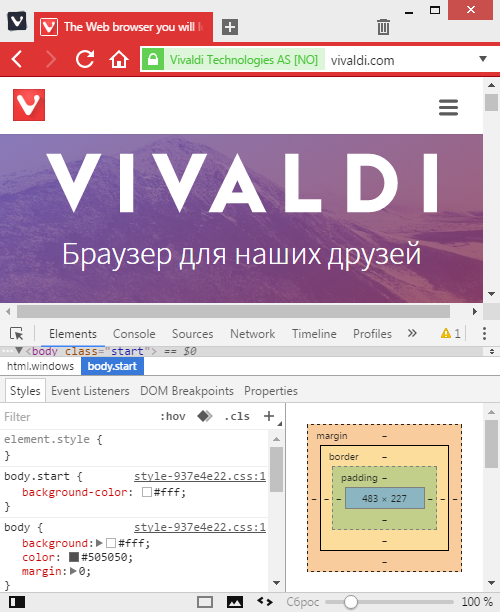 The Web browser you will l
Vivaldi Technologies AS [NO] vivaldi.com
VIVALDI
Браузер для наших друзей
Elements Console Sources Network Timeline Profiles » 1
… ▼<body class="start"> == $0
html.windows body.start
Styles Event Listeners DOM Breakpoints Properties
Filter :hov .cls +
element.style {
}
body.start { style-937e4e22.css:1
background-color: #fff;
}
body { style-937e4e22.css:1
background: #fff;
color: #505050;
margin: 0;
}
margin –
border –
padding –
– – – 483 × 227 – – –
–
–
–
Сброс 100 %